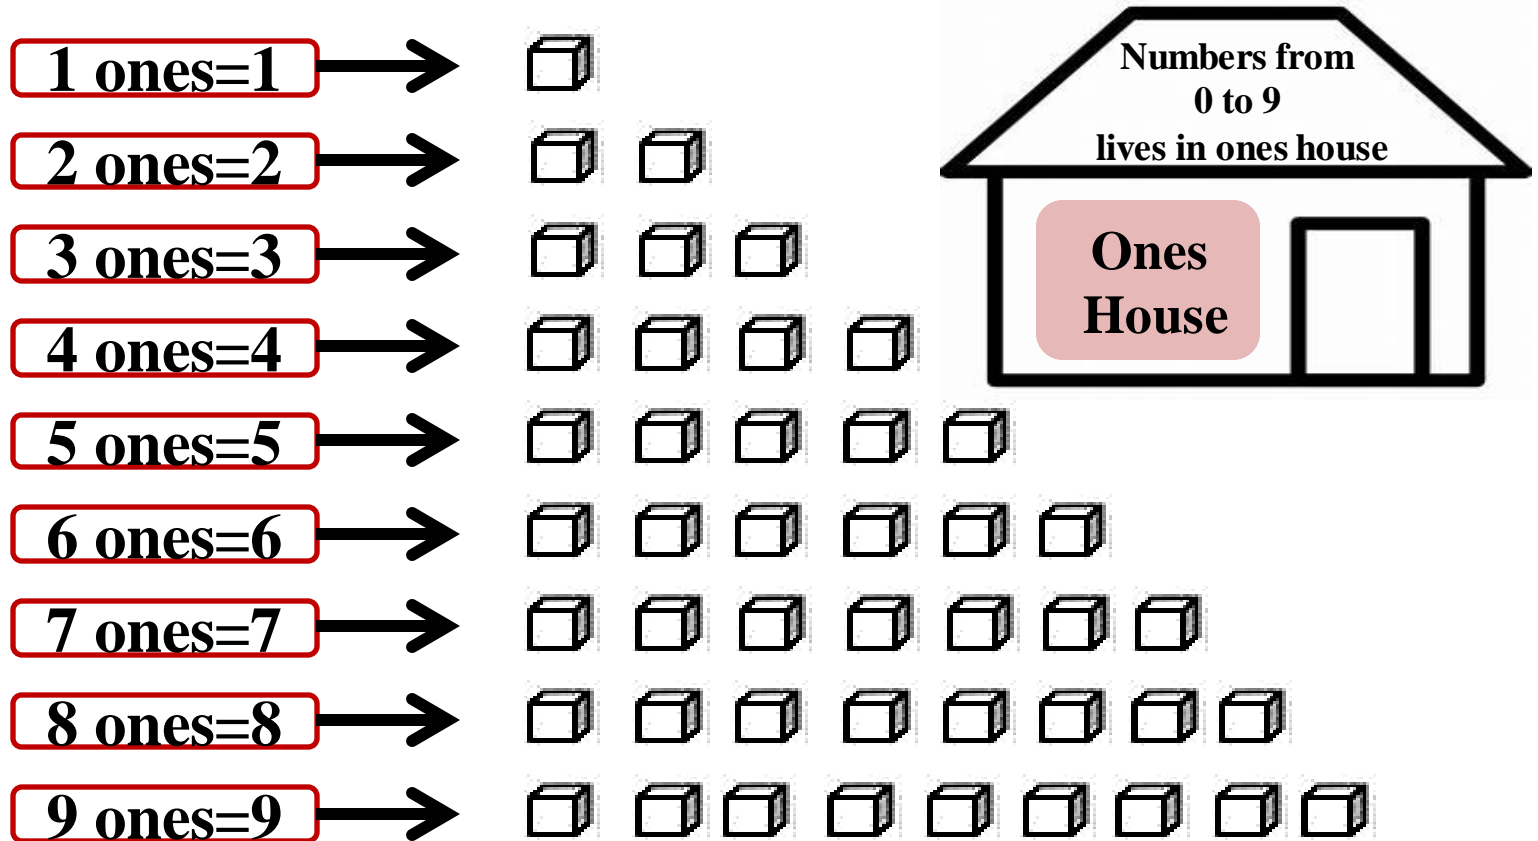 1 ones=1
2 ones=2
3 ones=3
4 ones=4
5 ones=5
6 ones=6
7 ones=7
8 ones=8
9 ones=9
Numbers from
0 to 9
lives in ones house
Ones
House